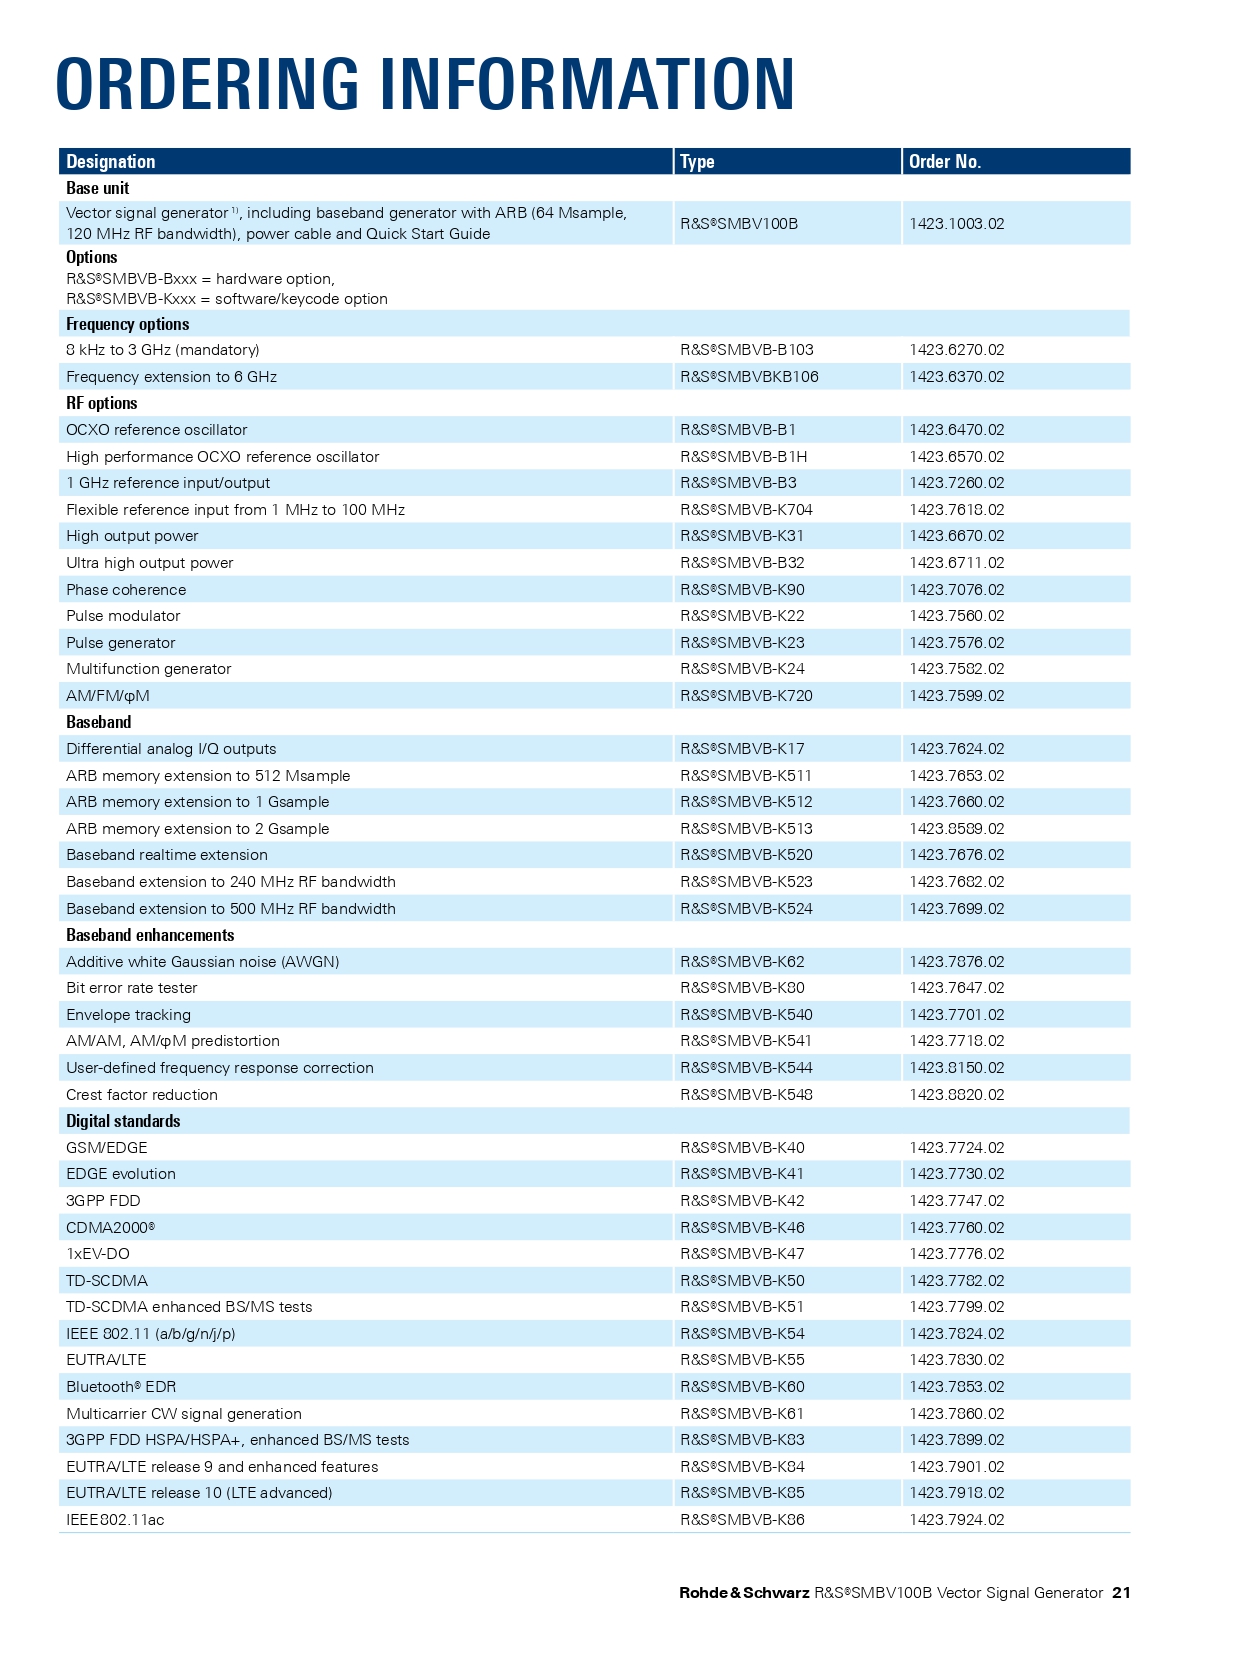 ORDERING INFORMATION
Designation Type Order No.
Base unit
Vector signal generator 1), including baseband generator with ARB (64 Msample,
120 MHz RF bandwidth), power cable and Quick Start Guide R&S®SMBV100B 1423.1003.02
Options
R&S®SMBVB-Bxxx = hardware option,
R&S®SMBVB-Kxxx = software/keycode option
Frequency options
8 kHz to 3 GHz (mandatory) R&S®SMBVB-B103 1423.6270.02
Frequency extension to 6 GHz R&S®SMBVBKB106 1423.6370.02
RF options
OCXO reference oscillator R&S®SMBVB-B1 1423.6470.02
High performance OCXO reference oscillator R&S®SMBVB-B1H 1423.6570.02
1 GHz reference input/output R&S®SMBVB-B3 1423.7260.02
Flexible reference input from 1 MHz to 100 MHz R&S®SMBVB-K704 1423.7618.02
High output power R&S®SMBVB-K31 1423.6670.02
Ultra high output power R&S®SMBVB-B32 1423.6711.02
Phase coherence R&S®SMBVB-K90 1423.7076.02
Pulse modulator R&S®SMBVB-K22 1423.7560.02
Pulse generator R&S®SMBVB-K23 1423.7576.02
Multifunction generator R&S®SMBVB-K24 1423.7582.02
AM/FM/φM R&S®SMBVB-K720 1423.7599.02
Baseband
Differential analog I/Q outputs R&S®SMBVB-K17 1423.7624.02
ARB memory extension to 512 Msample R&S®SMBVB-K511 1423.7653.02
ARB memory extension to 1 Gsample R&S®SMBVB-K512 1423.7660.02
ARB memory extension to 2 Gsample R&S®SMBVB-K513 1423.8589.02
Baseband realtime extension R&S®SMBVB-K520 1423.7676.02
Baseband extension to 240 MHz RF bandwidth R&S®SMBVB-K523 1423.7682.02
Baseband extension to 500 MHz RF bandwidth R&S®SMBVB-K524 1423.7699.02
Baseband enhancements
Additive white Gaussian noise (AWGN) R&S®SMBVB-K62 1423.7876.02
Bit error rate tester R&S®SMBVB-K80 1423.7647.02
Envelope tracking R&S®SMBVB-K540 1423.7701.02
AM/AM, AM/φM predistortion R&S®SMBVB-K541 1423.7718.02
User-defined frequency response correction R&S®SMBVB-K544 1423.8150.02
Crest factor reduction R&S®SMBVB-K548 1423.8820.02
Digital standards
GSM/EDGE R&S®SMBVB-K40 1423.7724.02
EDGE evolution R&S®SMBVB-K41 1423.7730.02
3GPP FDD R&S®SMBVB-K42 1423.7747.02
CDMA2000® R&S®SMBVB-K46 1423.7760.02
1xEV-DO R&S®SMBVB-K47 1423.7776.02
TD-SCDMA R&S®SMBVB-K50 1423.7782.02
TD-SCDMA enhanced BS/MS tests R&S®SMBVB-K51 1423.7799.02
IEEE 802.11 (a/b/g/n/j/p) R&S®SMBVB-K54 1423.7824.02
EUTRA/LTE R&S®SMBVB-K55 1423.7830.02
Bluetooth® EDR R&S®SMBVB-K60 1423.7853.02
Multicarrier CW signal generation R&S®SMBVB-K61 1423.7860.02
3GPP FDD HSPA/HSPA+, enhanced BS/MS tests R&S®SMBVB-K83 1423.7899.02
EUTRA/LTE release 9 and enhanced features R&S®SMBVB-K84 1423.7901.02
EUTRA/LTE release 10 (LTE advanced) R&S®SMBVB-K85 1423.7918.02
IEEE802.11ac R&S®SMBVB-K86 1423.7924.02
Rohde & Schwarz R&S®SMBV100B Vector Signal Generator 21